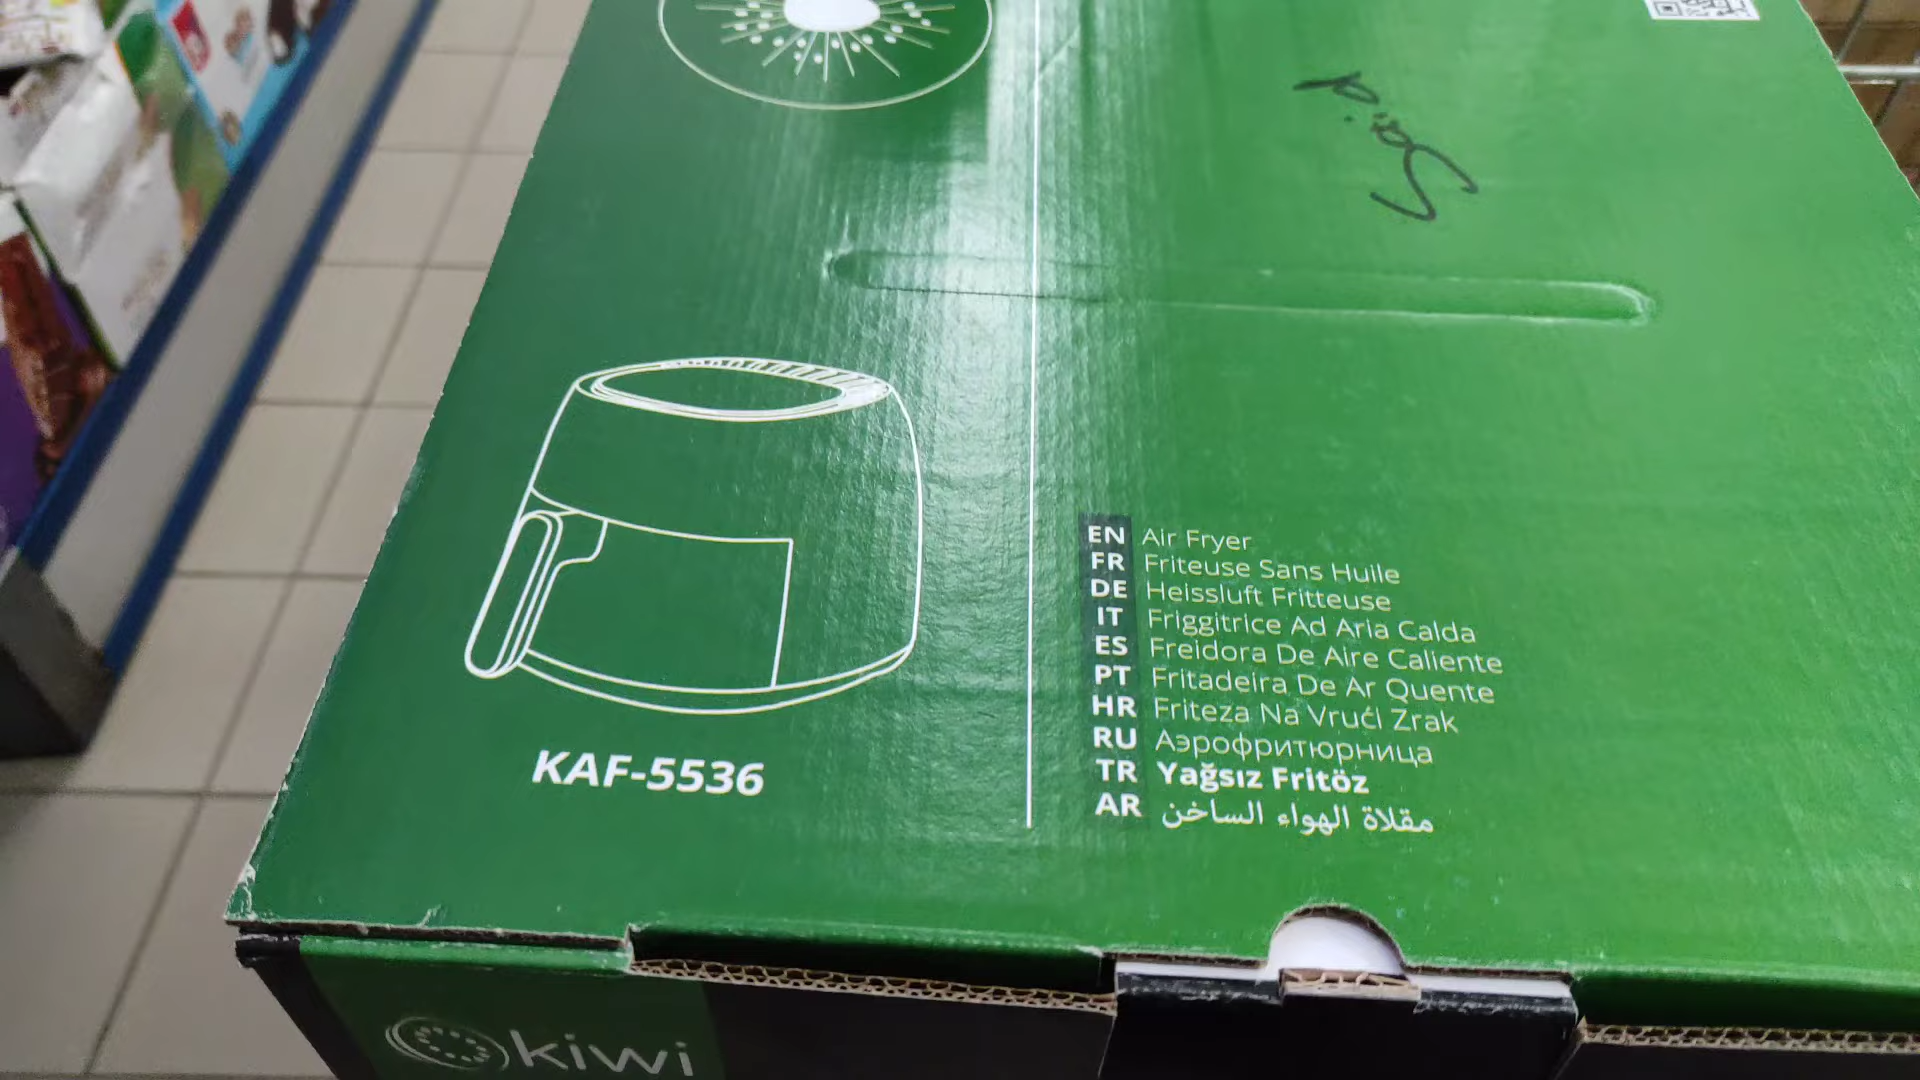 Said
KAF-5536
EN Air Fryer
FR Friteuse Sans Huile
DE Heissluft Fritteuse
IT Friggitrice Ad Aria Calda
ES Freidora De Aire Caliente
PT Fritadeira De Ar Quente
HR Friteza Na Vrući Zrak
RU Аэрофритюрница
TR Yağsız Fritöz
AR مقلاة الهواء الساخن
kiwi